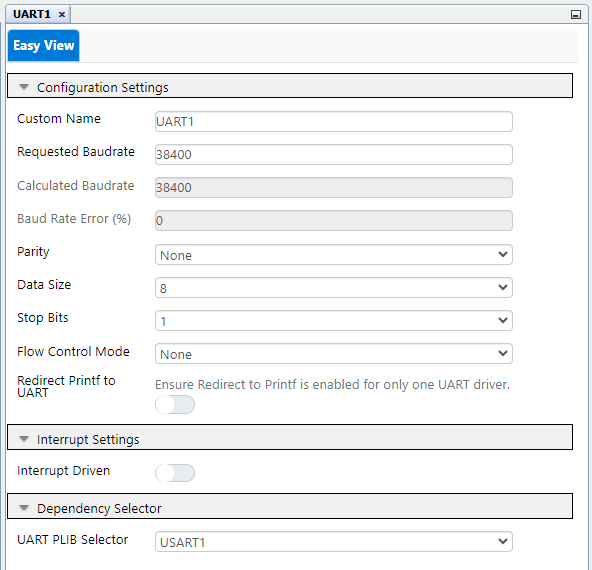 UART1 ×
Easy View
Configuration Settings
Custom Name UART1
Requested Baudrate 38400
Calculated Baudrate 38400
Baud Rate Error (%) 0
Parity None
Data Size 8
Stop Bits 1
Flow Control Mode None
Redirect Printf to Ensure Redirect to Printf is enabled for only one UART driver.
UART
Interrupt Settings
Interrupt Driven
Dependency Selector
UART PLIB Selector USART1